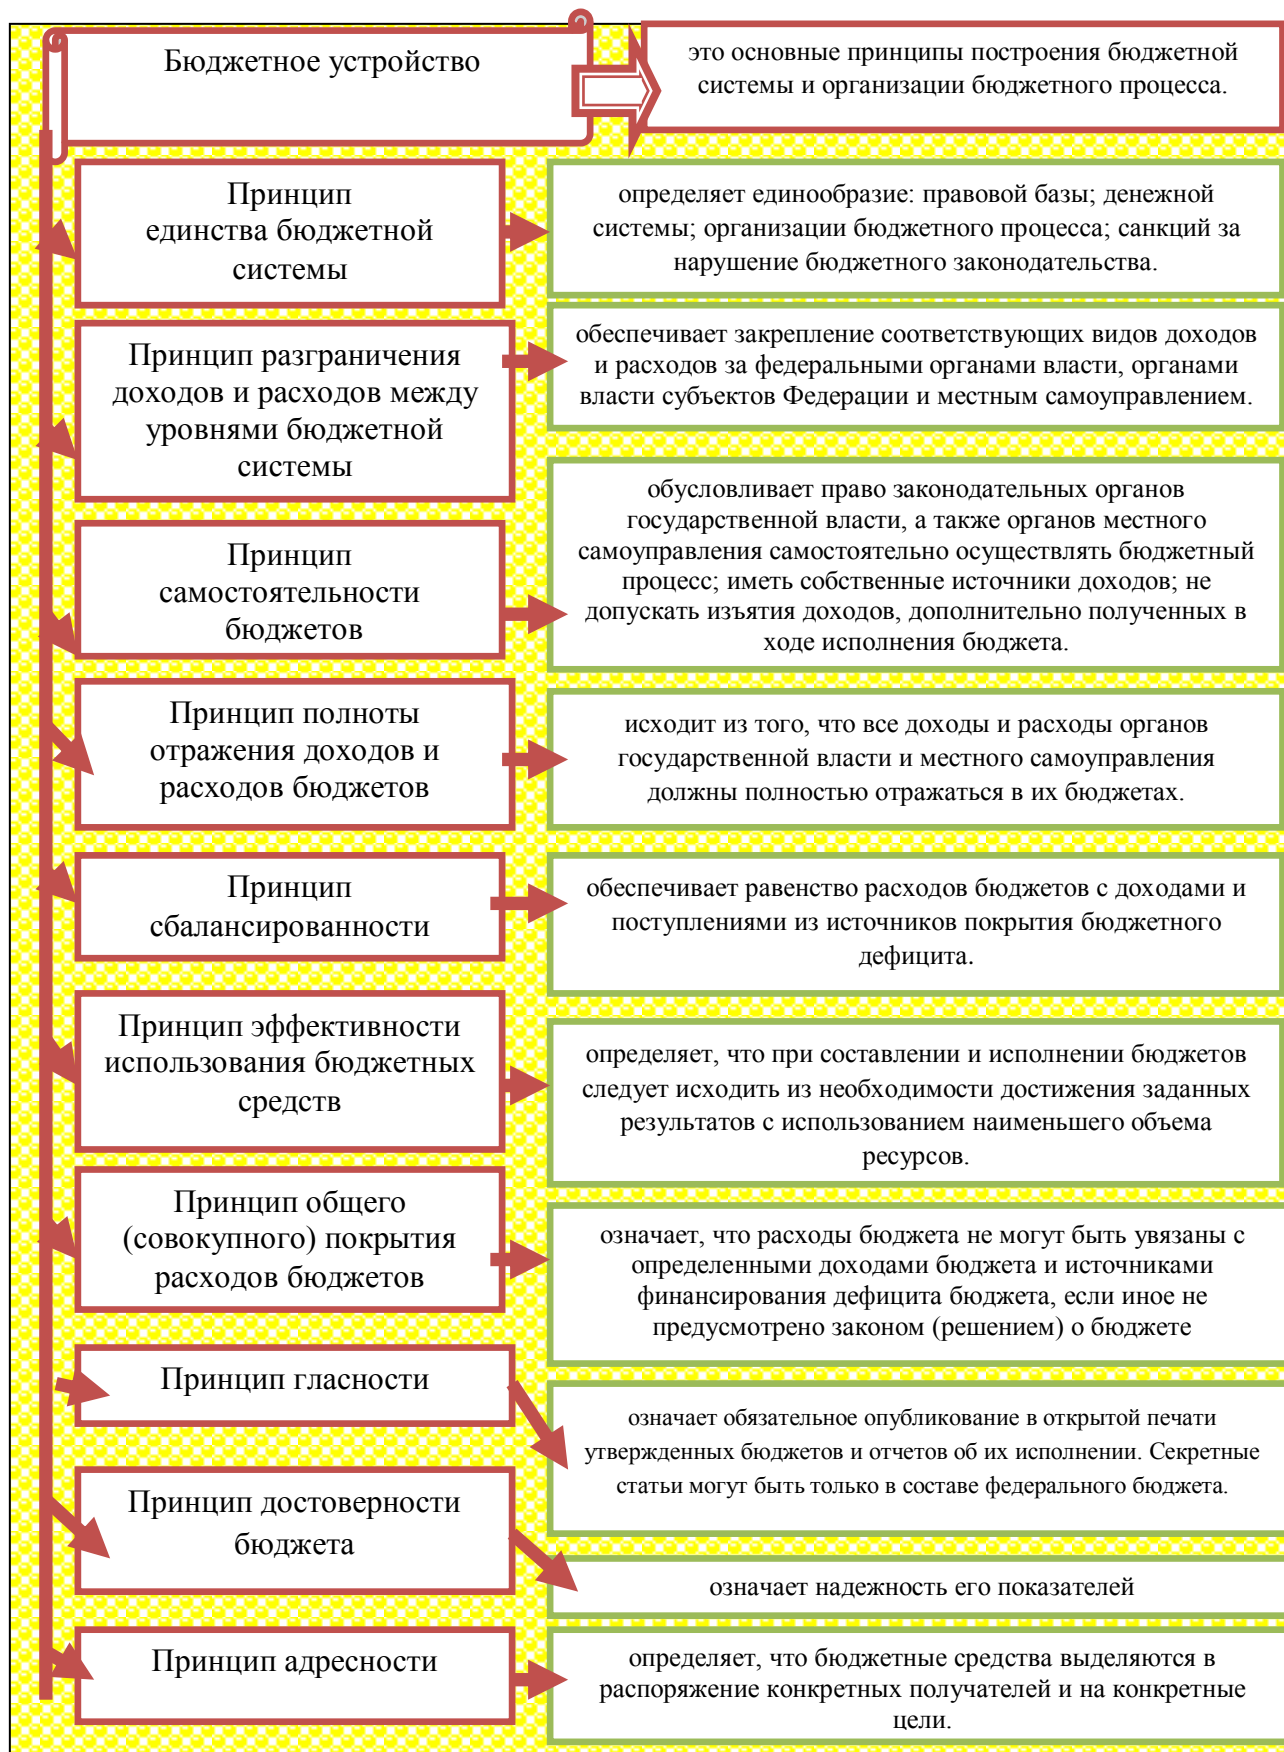 Бюджетное устройство
это основные принципы построения бюджетной
системы и организации бюджетного процесса.
Принцип
единства бюджетной
системы
определяет единообразие: правовой базы; денежной
системы; организации бюджетного процесса; санкций за
нарушение бюджетного законодательства.
Принцип разграничения
доходов и расходов между
уровнями бюджетной
системы
обеспечивает закрепление соответствующих видов доходов
и расходов за федеральными органами власти, органами
власти субъектов Федерации и местным самоуправлением.
Принцип
самостоятельности
бюджетов
обусловливает право законодательных органов
государственной власти, а также органов местного
самоуправления самостоятельно осуществлять бюджетный
процесс; иметь собственные источники доходов; не
допускать изъятия доходов, дополнительно полученных в
ходе исполнения бюджета.
Принцип полноты
отражения доходов и
расходов бюджетов
исходит из того, что все доходы и расходы органов
государственной власти и местного самоуправления
должны полностью отражаться в их бюджетах.
Принцип
сбалансированности
обеспечивает равенство расходов бюджетов с доходами и
поступлениями из источников покрытия бюджетного
дефицита.
Принцип эффективности
использования бюджетных
средств
определяет, что при составлении и исполнении бюджетов
следует исходить из необходимости достижения заданных
результатов с использованием наименьшего объема
ресурсов.
Принцип общего
(совокупного) покрытия
расходов бюджетов
означает, что расходы бюджета не могут быть увязаны с
определенными доходами бюджета и источниками
финансирования дефицита бюджета, если иное не
предусмотрено законом (решением) о бюджете
Принцип гласности
означает обязательное опубликование в открытой печати
утвержденных бюджетов и отчетов об их исполнении. Секретные
статьи могут быть только в составе федерального бюджета.
Принцип достоверности
бюджета
означает надежность его показателей
Принцип адресности
определяет, что бюджетные средства выделяются в
распоряжение конкретных получателей и на конкретные
цели.